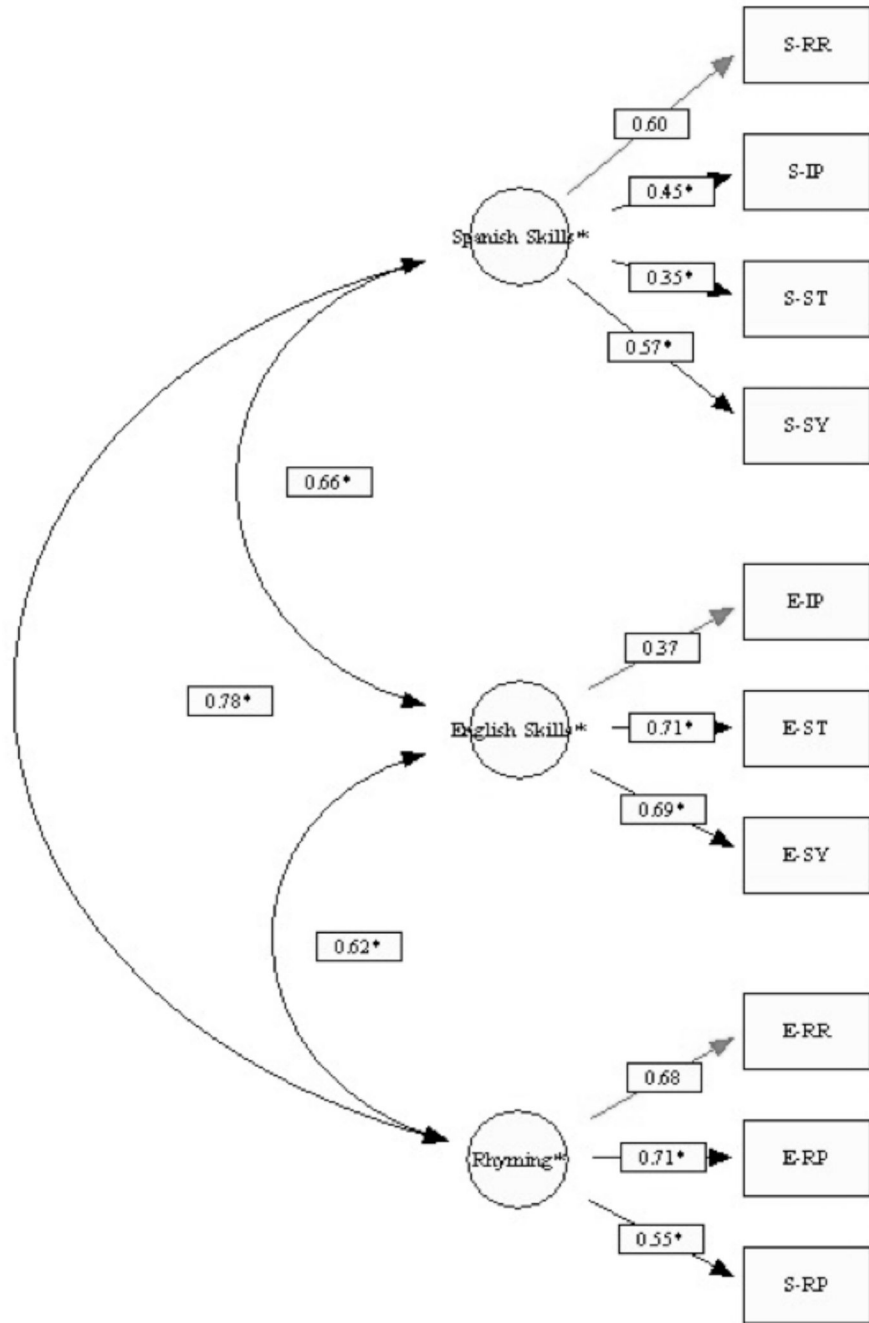 S-RR
0.60
S-IP
0.45*
Spanish Skills*
0.35*
S-ST
0.57*
S-SY
0.66*
E-IP
0.37
0.78*
English Skills*
0.71*
E-ST
0.69*
E-SY
0.62*
E-RR
0.68
Rhyming*
0.71*
E-RP
0.55*
S-RP